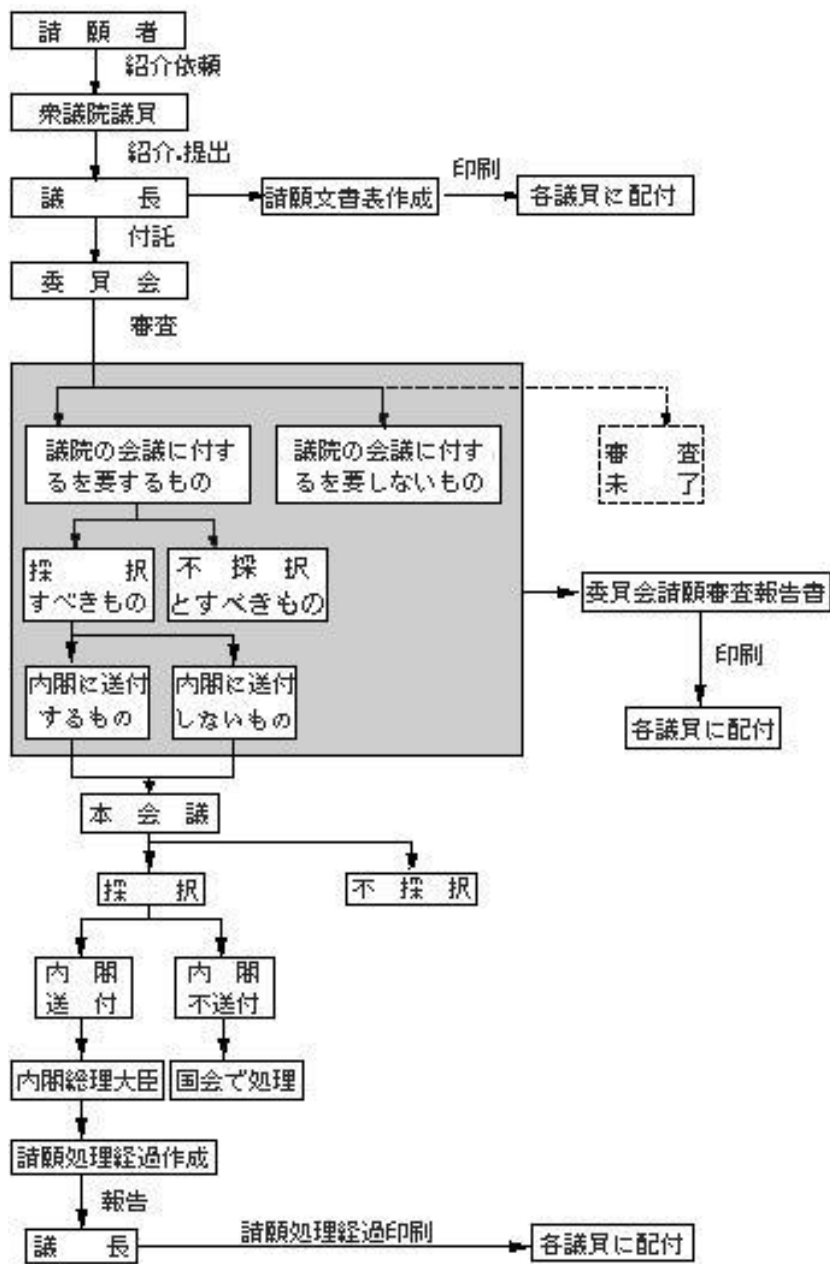 請願者
紹介依頼
衆議院議員
紹介.提出
議長
請願文書表作成
印刷
各議員に配付
付託
委員会
審査
議院の会議に付す
るを要するもの
議院の会議に付す
るを要しないもの
審査
未了
採択
すべきもの
不採択
とすべきもの
委員会請願審査報告書
印刷
各議員に配付
内閣に送付
するもの
内閣に送付
しないもの
本会議
採択
不採択
内閣
送付
内閣
不送付
内閣総理大臣
国会で処理
請願処理経過作成
報告
議長
請願処理経過印刷
各議員に配付